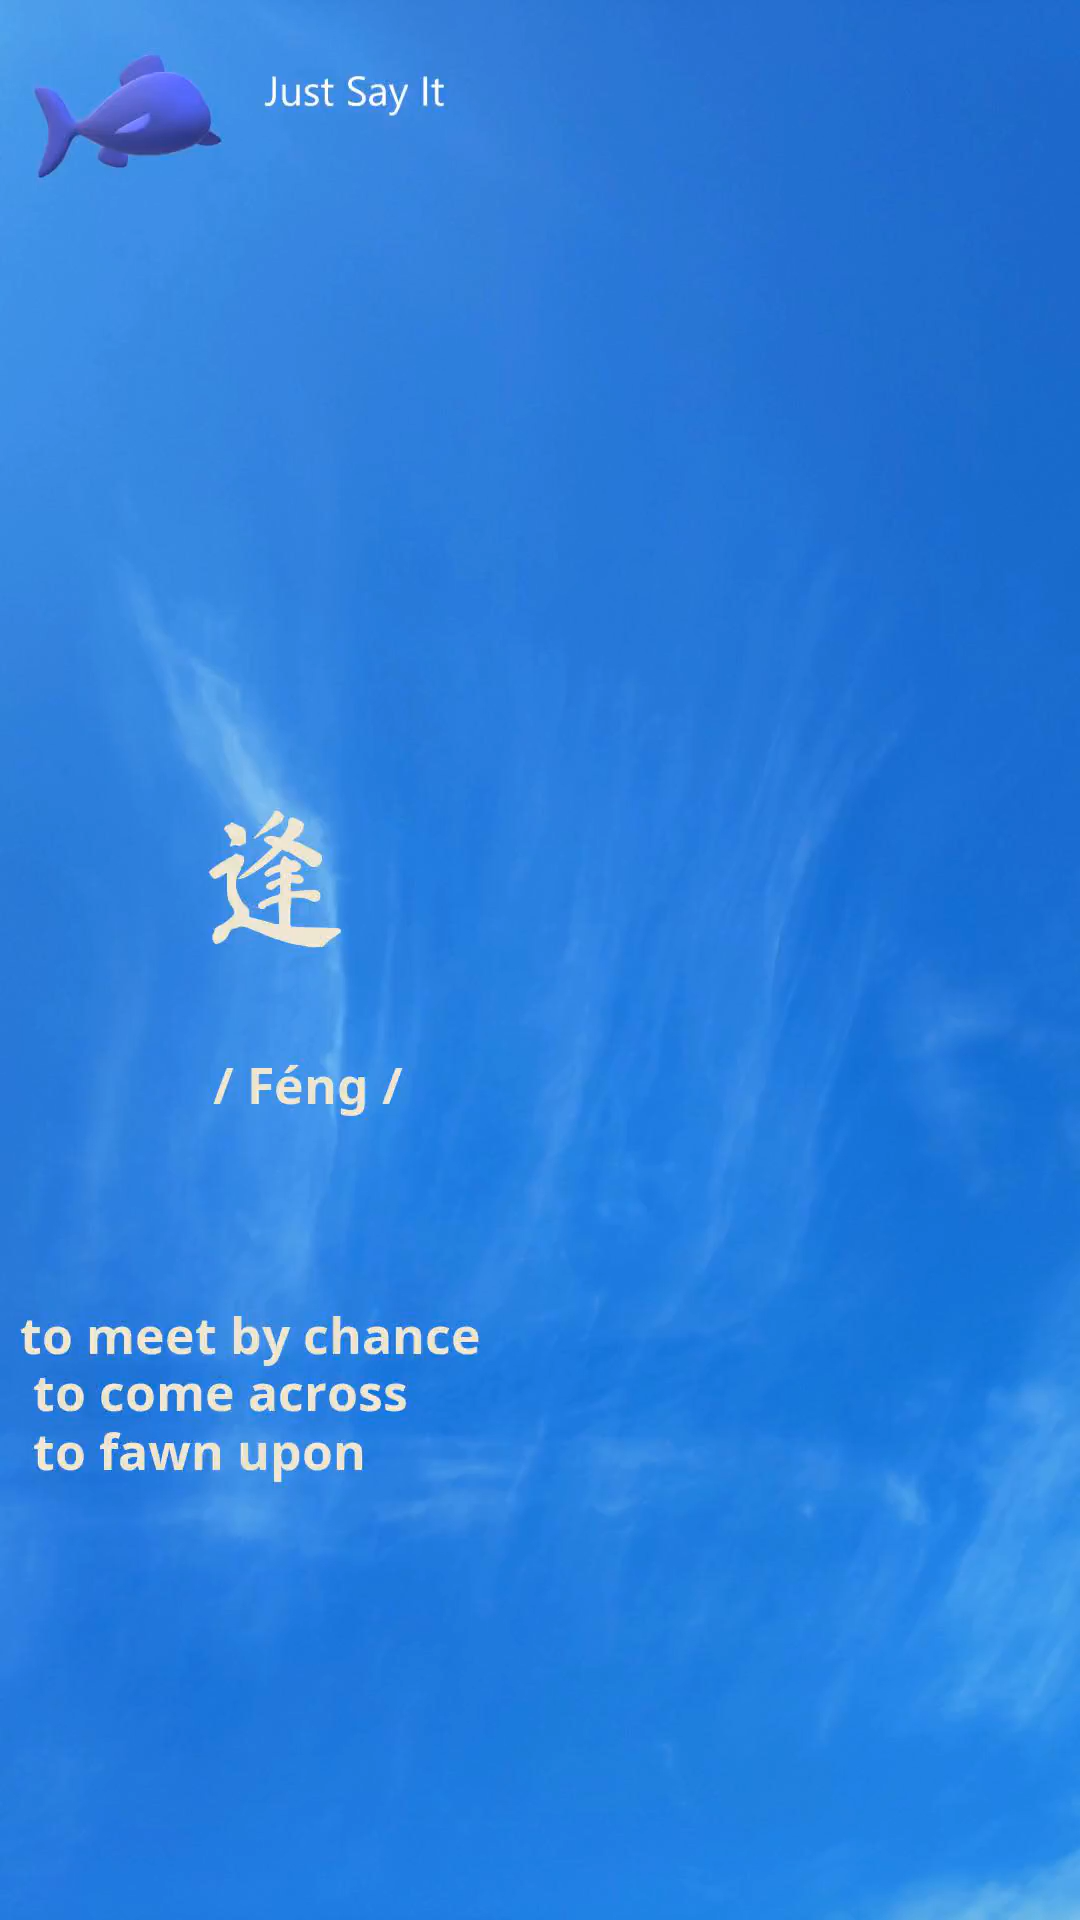 Just Say It
逢
/ Féng /
to meet by chance
to come across
to fawn upon